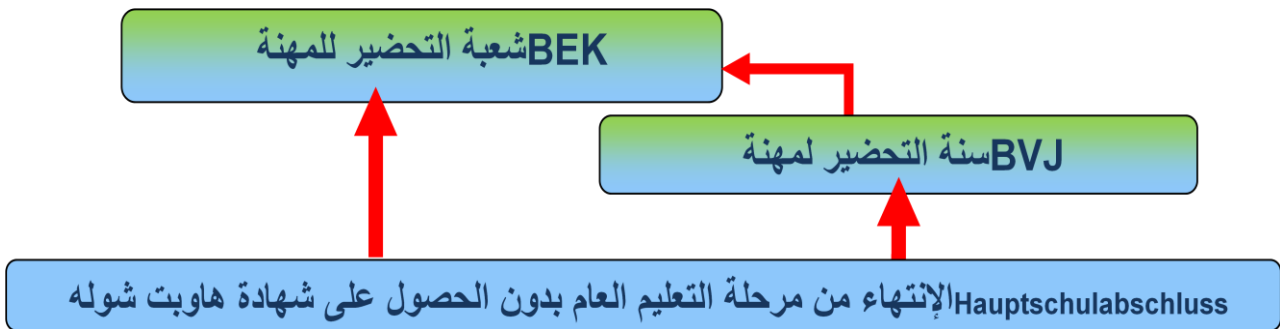 BEKشعبة التحضير للمهنة
BVJسنة التحضير لمهنة
Hauptschulabschlussالإنتهاء من مرحلة التعليم العام بدون الحصول على شهادة هاوبت شوله